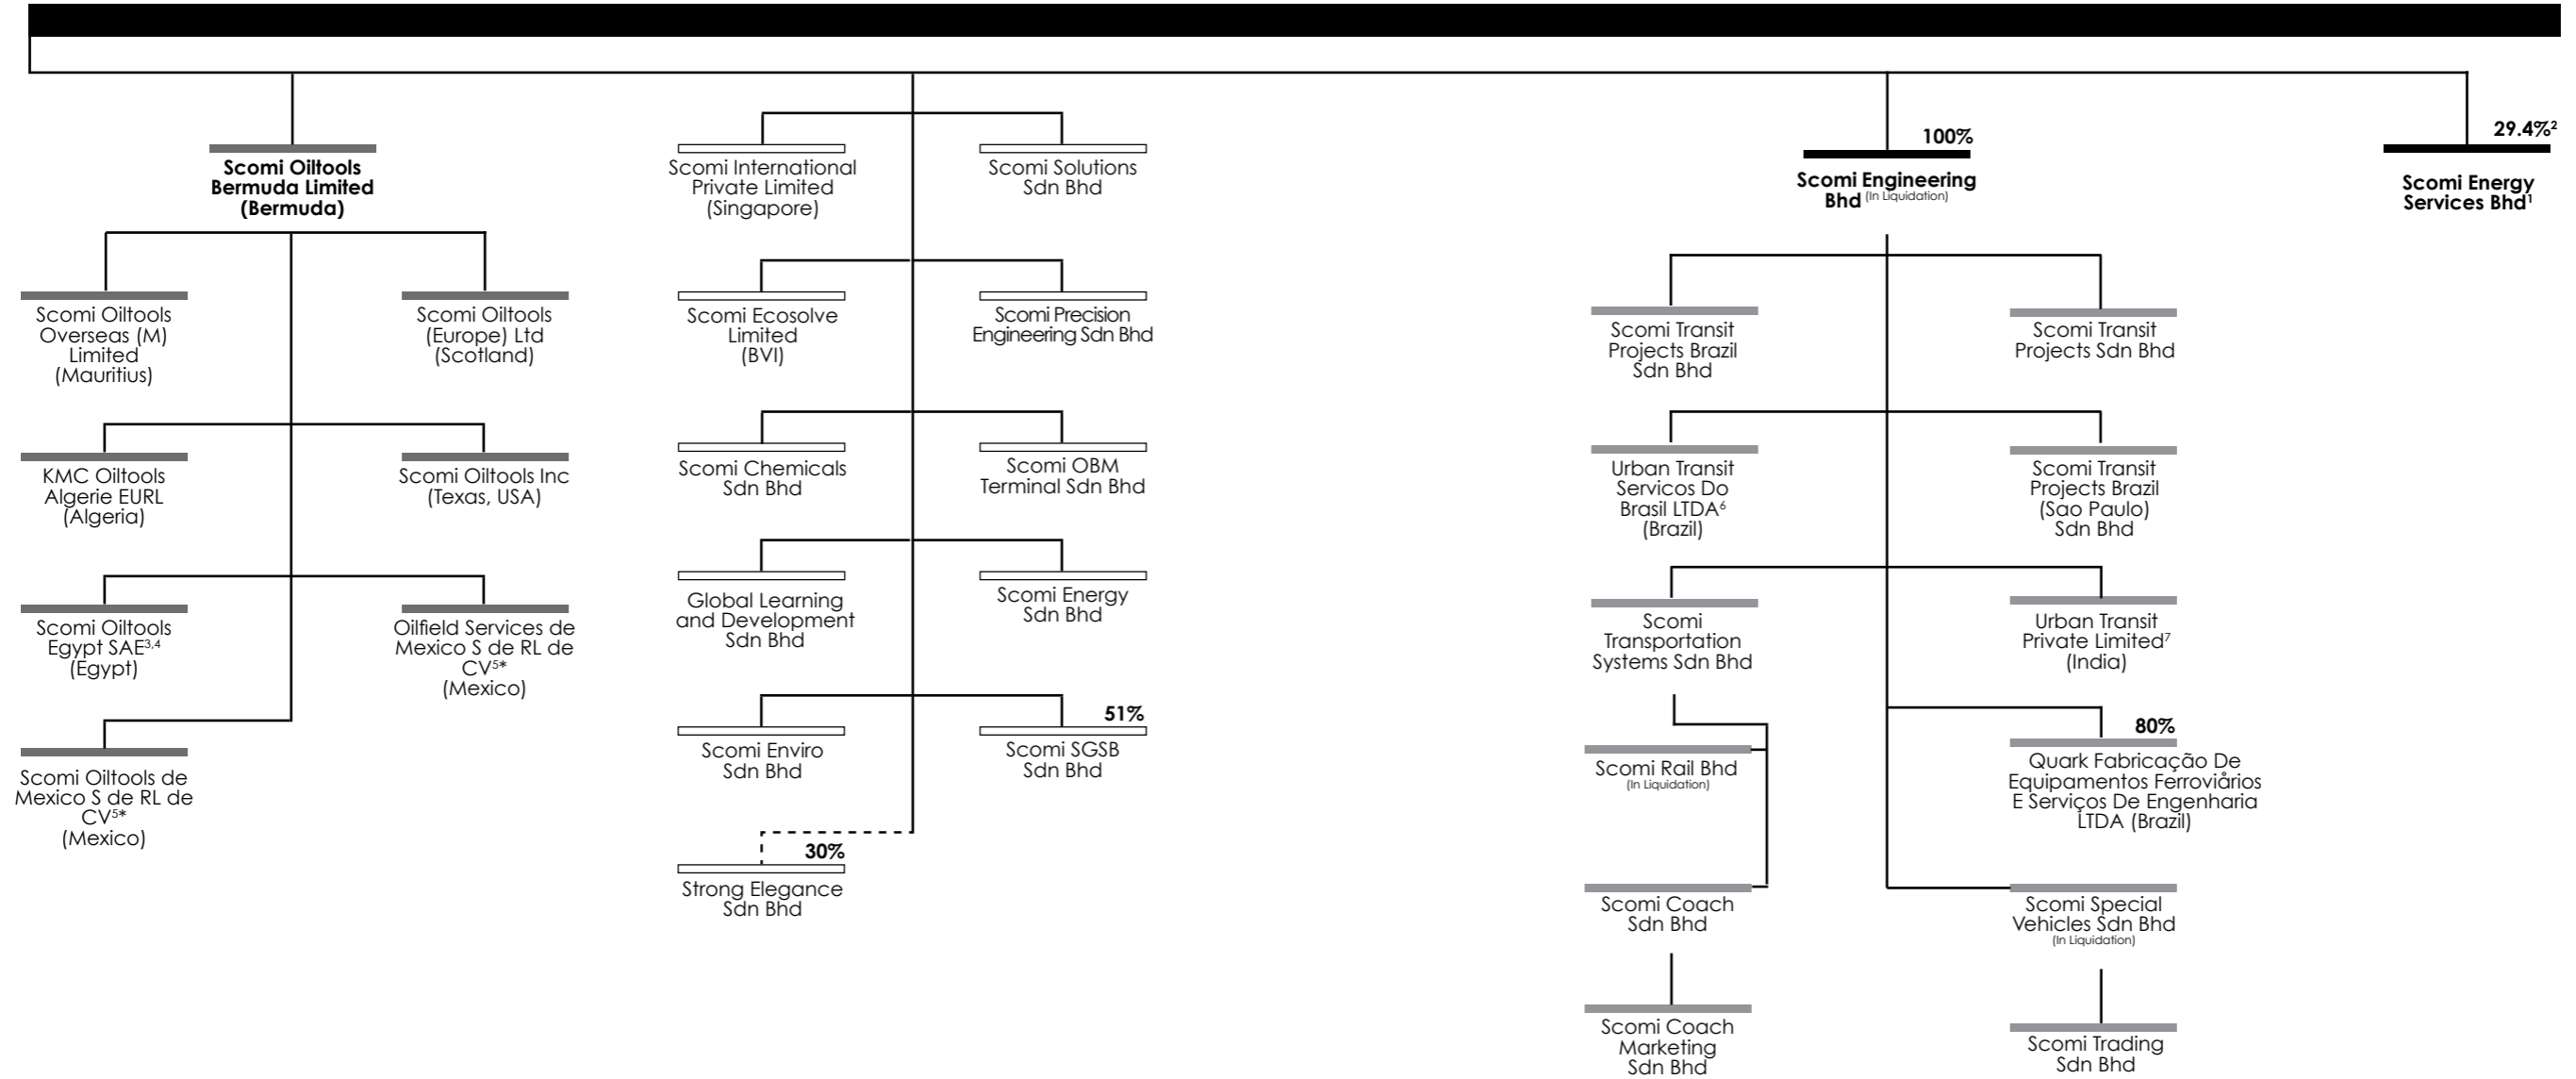 Scomi Oiltools
Bermuda Limited
(Bermuda)
Scomi Oiltools
Overseas (M)
Limited
(Mauritius)
Scomi Oiltools
(Europe) Ltd
(Scotland)
KMC Oiltools
Algerie EURL
(Algeria)
Scomi Oiltools Inc
(Texas, USA)
Scomi Oiltools
Egypt SAE³,⁴
(Egypt)
Oilfield Services de
Mexico S de RL de
CV⁵*
(Mexico)
Scomi Oiltools de
Mexico S de RL de
CV⁵*
(Mexico)
Scomi International
Private Limited
(Singapore)
Scomi Solutions
Sdn Bhd
Scomi Ecosolve
Limited
(BVI)
Scomi Precision
Engineering Sdn Bhd
Scomi Chemicals
Sdn Bhd
Scomi OBM
Terminal Sdn Bhd
Global Learning
and Development
Sdn Bhd
Scomi Energy
Sdn Bhd
Scomi Enviro
Sdn Bhd
51%
Scomi SGSB
Sdn Bhd
30%
Strong Elegance
Sdn Bhd
100%
Scomi Engineering
Bhd (In Liquidation)
Scomi Transit
Projects Brazil
Sdn Bhd
Scomi Transit
Projects Sdn Bhd
Urban Transit
Servicos Do
Brasil LTDA⁶
(Brazil)
Scomi Transit
Projects Brazil
(Sao Paulo)
Sdn Bhd
Scomi
Transportation
Systems Sdn Bhd
Urban Transit
Private Limited⁷
(India)
Scomi Rail Bhd
(In Liquidation)
80%
Quark Fabricação De
Equipamentos Ferroviårios
E Serviços De Engenharia
LTDA (Brazil)
Scomi Coach
Sdn Bhd
Scomi Special
Vehicles Sdn Bhd
(In Liquidation)
Scomi Coach
Marketing
Sdn Bhd
Scomi Trading
Sdn Bhd
29.4%²
Scomi Energy
Services Bhd¹